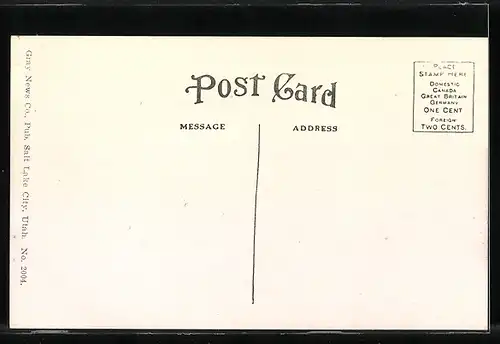 Post Card
MESSAGE
ADDRESS
PLACE
STAMP HERE
DOMESTIC
CANADA
GREAT BRITAIN
GERMANY
ONE CENT
FOREIGN
TWO CENTS.
Gray News Co., Pub. Salt Lake City, Utah. No. 2004.